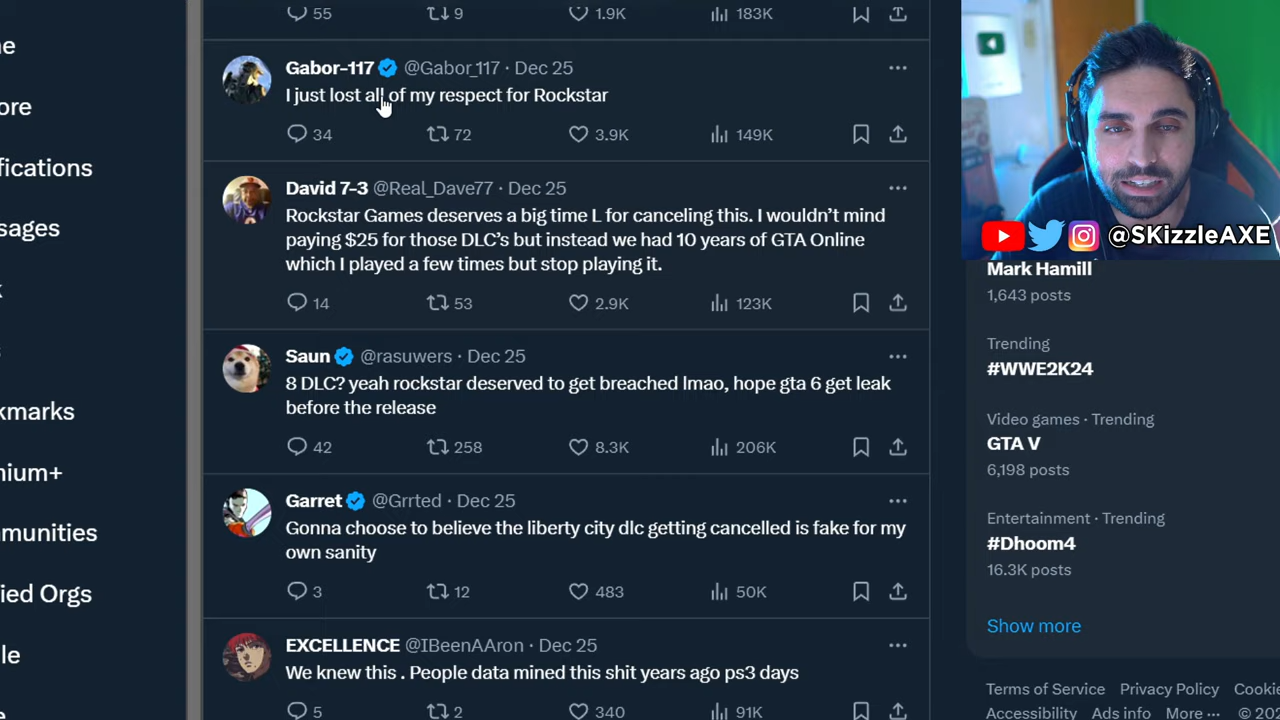 55 9 1.9K 183K
Gabor-117 @Gabor_117 · Dec 25
I just lost all of my respect for Rockstar
34 72 3.9K 149K
David 7-3 @Real_Dave77 · Dec 25
Rockstar Games deserves a big time L for canceling this. I wouldn't mind
paying $25 for those DLC's but instead we had 10 years of GTA Online
which I played a few times but stop playing it.
14 53 2.9K 123K
Saun @rasuwers · Dec 25
8 DLC? yeah rockstar deserved to get breached lmao, hope gta 6 get leak
before the release
42 258 8.3K 206K
Garret @Grrted · Dec 25
Gonna choose to believe the liberty city dlc getting cancelled is fake for my
own sanity
3 12 483 50K
EXCELLENCE @IBeenAAron · Dec 25
We knew this . People data mined this shit years ago ps3 days
5 2 340 91K
ne
ore
fications
sages
kmarks
nium+
munities
ied Orgs
le
@SKizzleAXE
Mark Hamill
1,643 posts
Trending
#WWE2K24
Video games · Trending
GTA V
6,198 posts
Entertainment · Trending
#Dhoom4
16.3K posts
Show more
Terms of Service Privacy Policy Cookie
Accessibility Ads info More ··· © 20